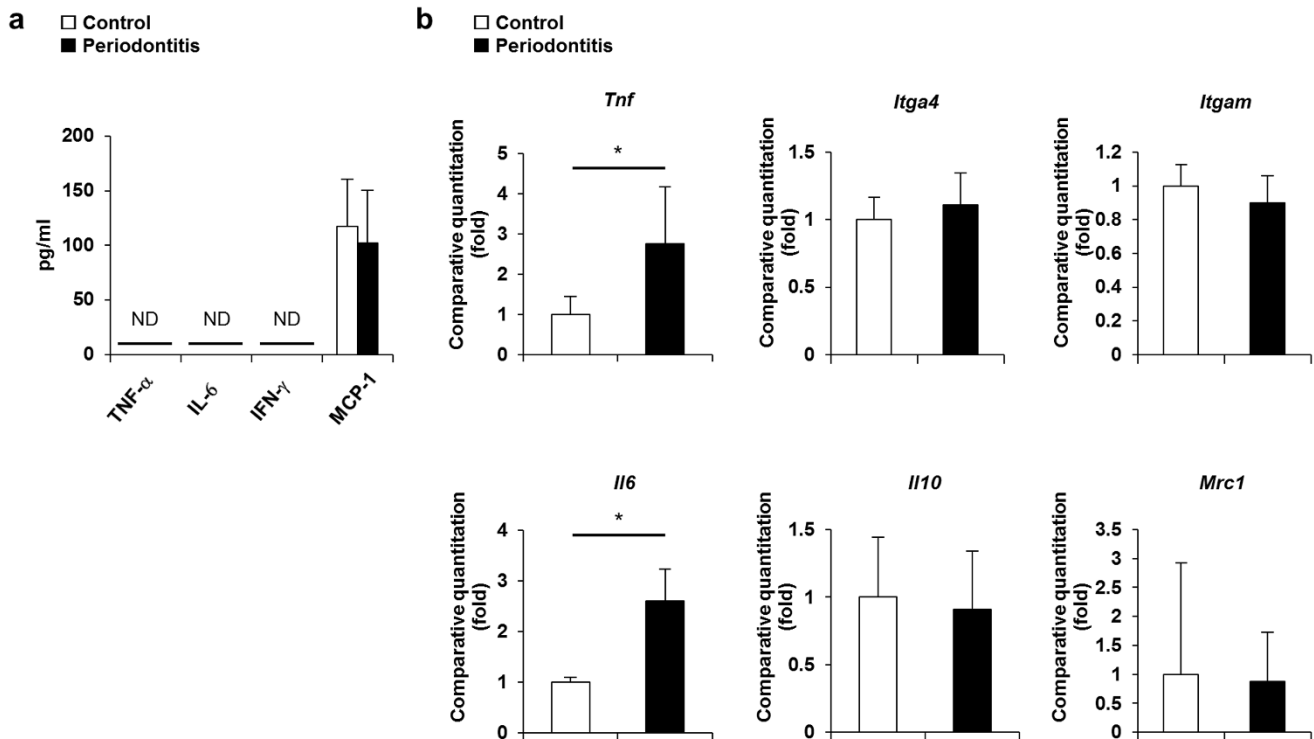 a
Control
Periodontitis
200
150
100
50
0
pg/ml
ND ND ND
TNF-α IL-6 IFN-γ MCP-1
b
Control
Periodontitis
Tnf
Comparative quantitation
(fold)
5
4
3
2
1
0
*
Itga4
Comparative quantitation
(fold)
1.5
1
0.5
0
Itgam
Comparative quantitation
(fold)
1.2
1
0.8
0.6
0.4
0.2
0
Il6
Comparative quantitation
(fold)
4
3
2
1
0
*
Il10
Comparative quantitation
(fold)
1.5
1
0.5
0
Mrc1
Comparative quantitation
(fold)
3.5
3
2.5
2
1.5
1
0.5
0